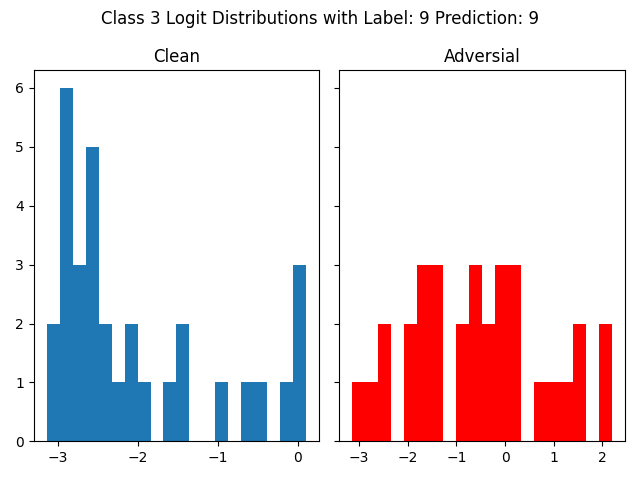 Class 3 Logit Distributions with Label: 9 Prediction: 9
Clean
Adversial
6
5
4
3
2
1
0
−3 −2 −1 0
−3 −2 −1 0 1 2